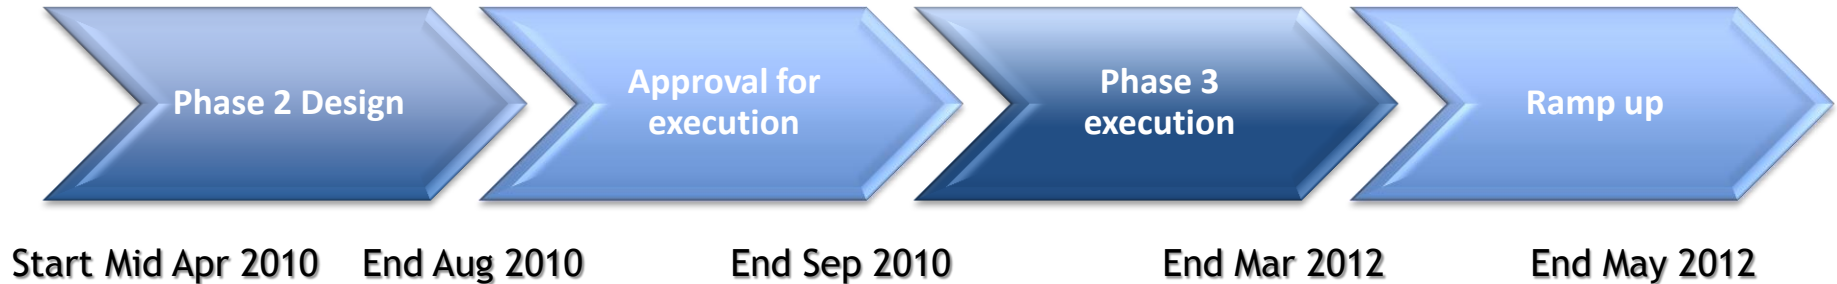 Phase 2 Design
Approval for
execution
Phase 3
execution
Ramp up
Start Mid Apr 2010
End Aug 2010
End Sep 2010
End Mar 2012
End May 2012